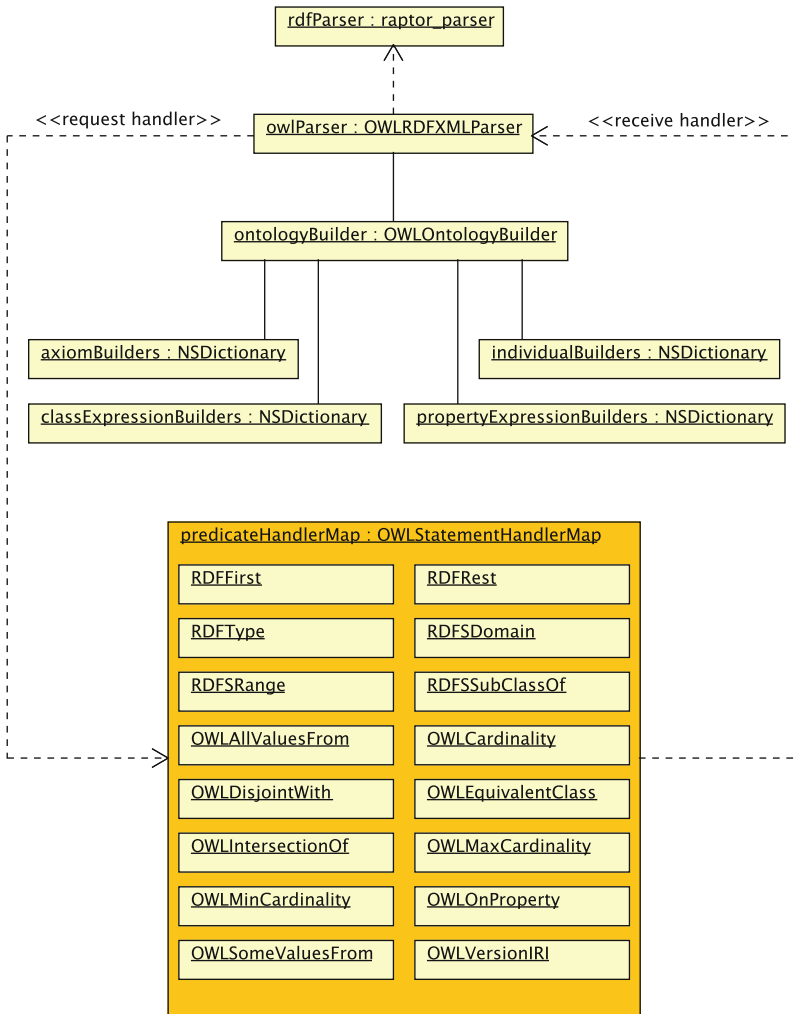 rdfParser : raptor_parser
<<request handler>>
<<receive handler>>
owlParser : OWLRDFXMLParser
ontologyBuilder : OWLOntologyBuilder
axiomBuilders : NSDictionary
individualBuilders : NSDictionary
classExpressionBuilders : NSDictionary
propertyExpressionBuilders : NSDictionary
predicateHandlerMap : OWLStatementHandlerMap
RDFFirst
RDFRest
RDFType
RDFSDomain
RDFSRange
RDFSSubClassOf
OWLAllValuesFrom
OWLCardinality
OWLDisjointWith
OWLEquivalentClass
OWLIntersectionOf
OWLMaxCardinality
OWLMinCardinality
OWLOnProperty
OWLSomeValuesFrom
OWLVersionIRI